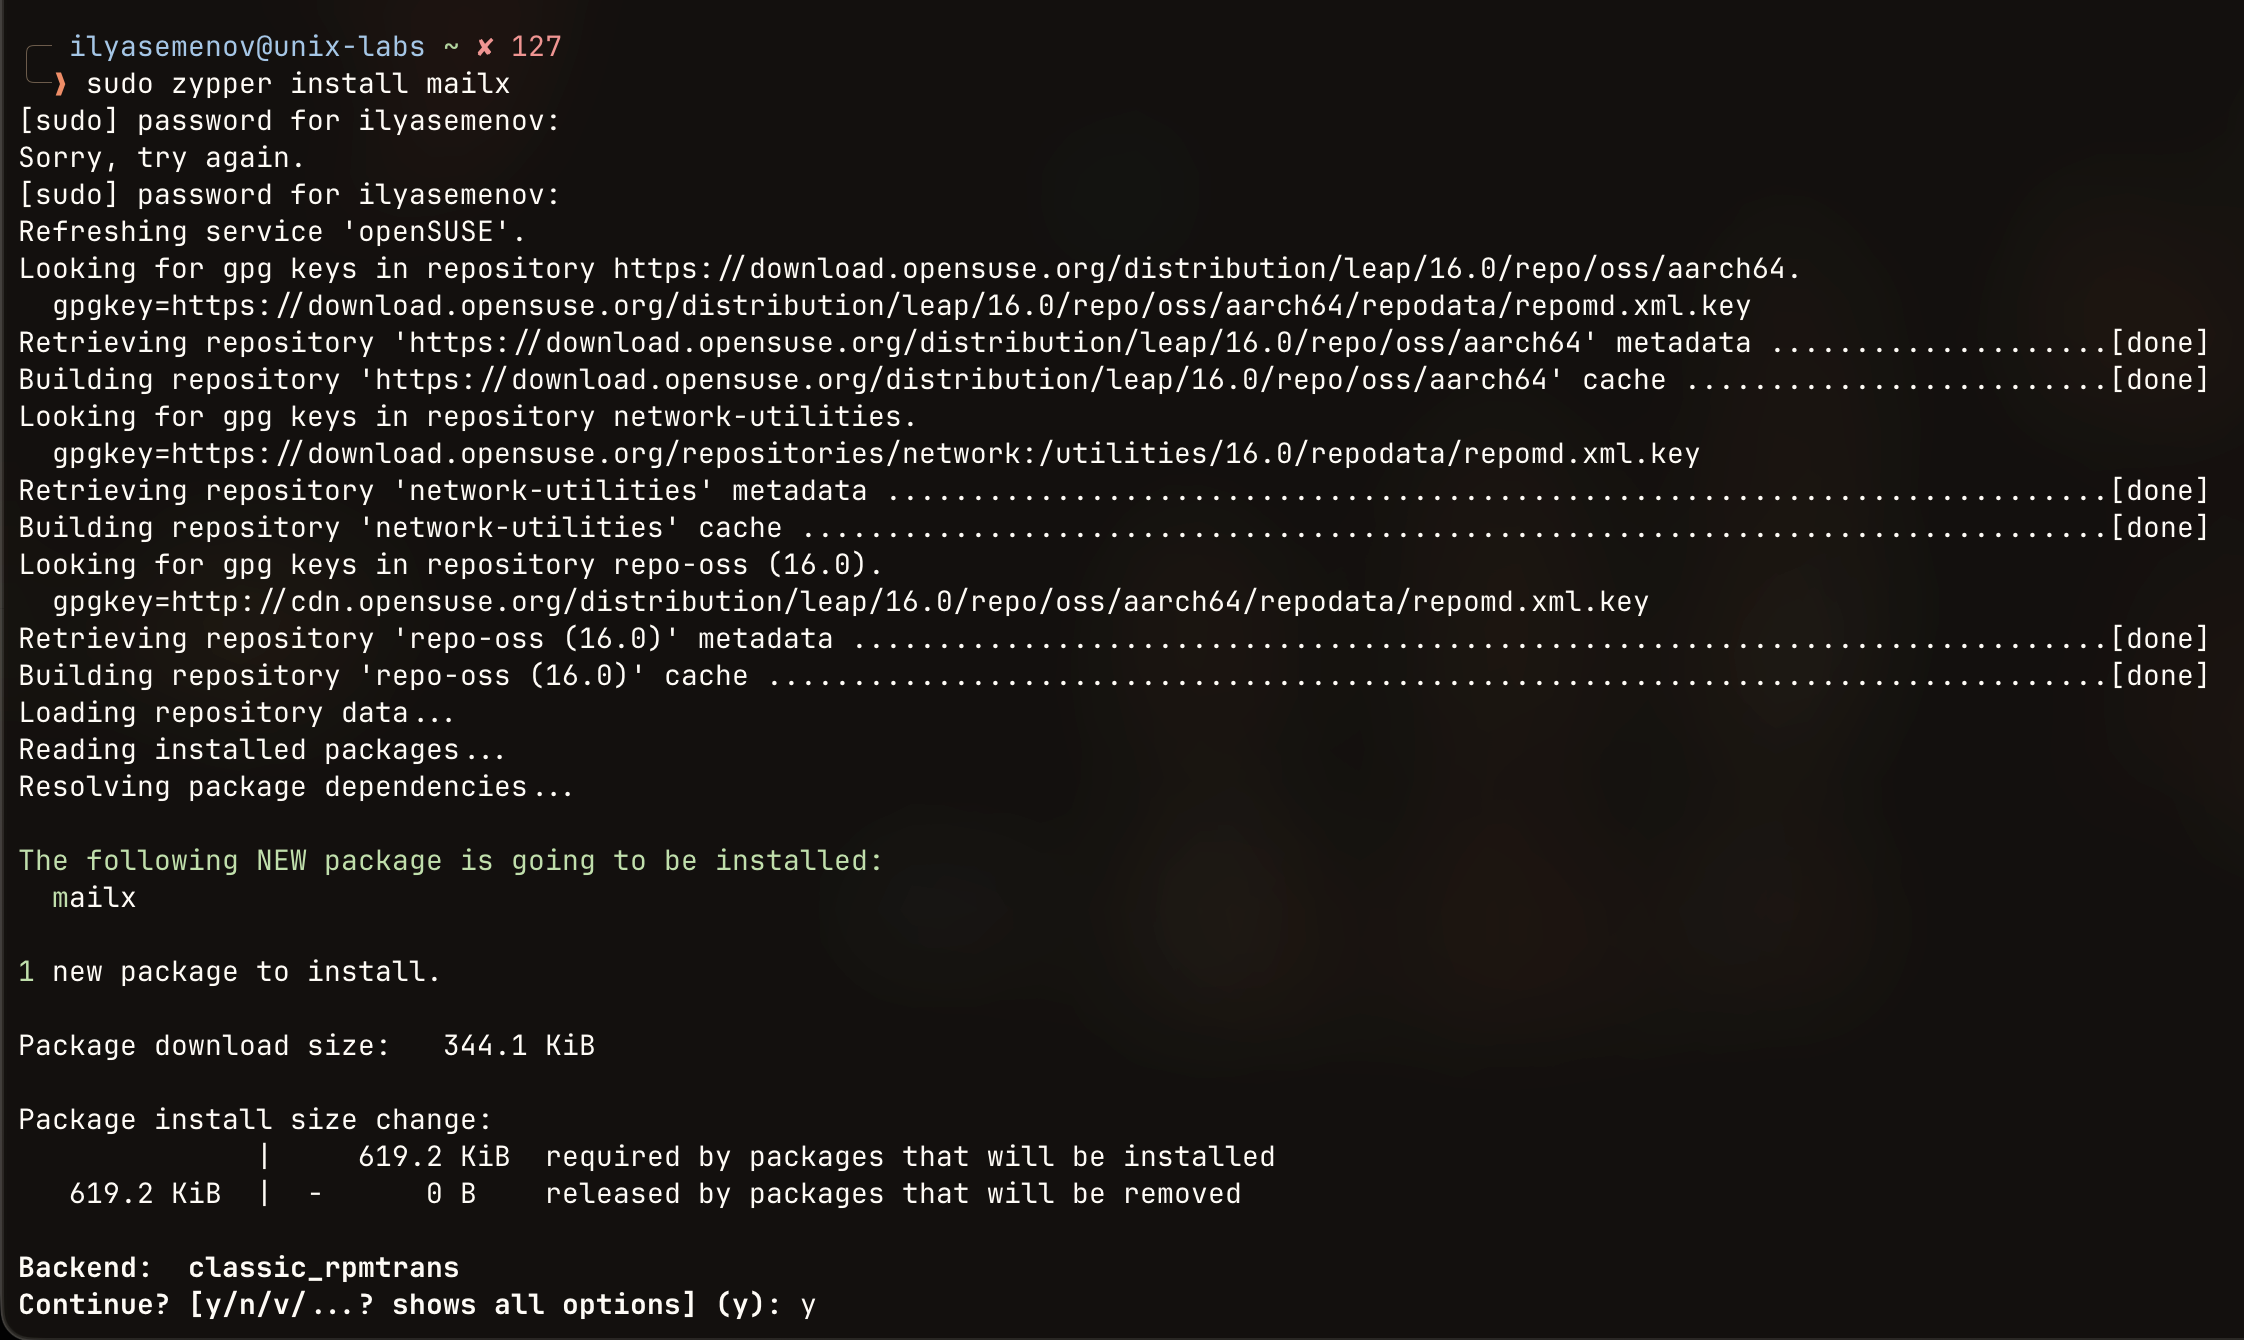 ilyasemenov@unix-labs ~ ✘ 127
❯ sudo zypper install mailx
[sudo] password for ilyasemenov:
Sorry, try again.
[sudo] password for ilyasemenov:
Refreshing service 'openSUSE'.
Looking for gpg keys in repository https://download.opensuse.org/distribution/leap/16.0/repo/oss/aarch64.
  gpgkey=https://download.opensuse.org/distribution/leap/16.0/repo/oss/aarch64/repodata/repomd.xml.key
Retrieving repository 'https://download.opensuse.org/distribution/leap/16.0/repo/oss/aarch64' metadata ....................[done]
Building repository 'https://download.opensuse.org/distribution/leap/16.0/repo/oss/aarch64' cache .........................[done]
Looking for gpg keys in repository network-utilities.
  gpgkey=https://download.opensuse.org/repositories/network:/utilities/16.0/repodata/repomd.xml.key
Retrieving repository 'network-utilities' metadata ........................................................................[done]
Building repository 'network-utilities' cache .............................................................................[done]
Looking for gpg keys in repository repo-oss (16.0).
  gpgkey=http://cdn.opensuse.org/distribution/leap/16.0/repo/oss/aarch64/repodata/repomd.xml.key
Retrieving repository 'repo-oss (16.0)' metadata ..........................................................................[done]
Building repository 'repo-oss (16.0)' cache ...............................................................................[done]
Loading repository data...
Reading installed packages...
Resolving package dependencies...

The following NEW package is going to be installed:
  mailx

1 new package to install.

Package download size:   344.1 KiB

Package install size change:
              |     619.2 KiB  required by packages that will be installed
   619.2 KiB  |  -      0 B    released by packages that will be removed

Backend:  classic_rpmtrans
Continue? [y/n/v/...? shows all options] (y): y